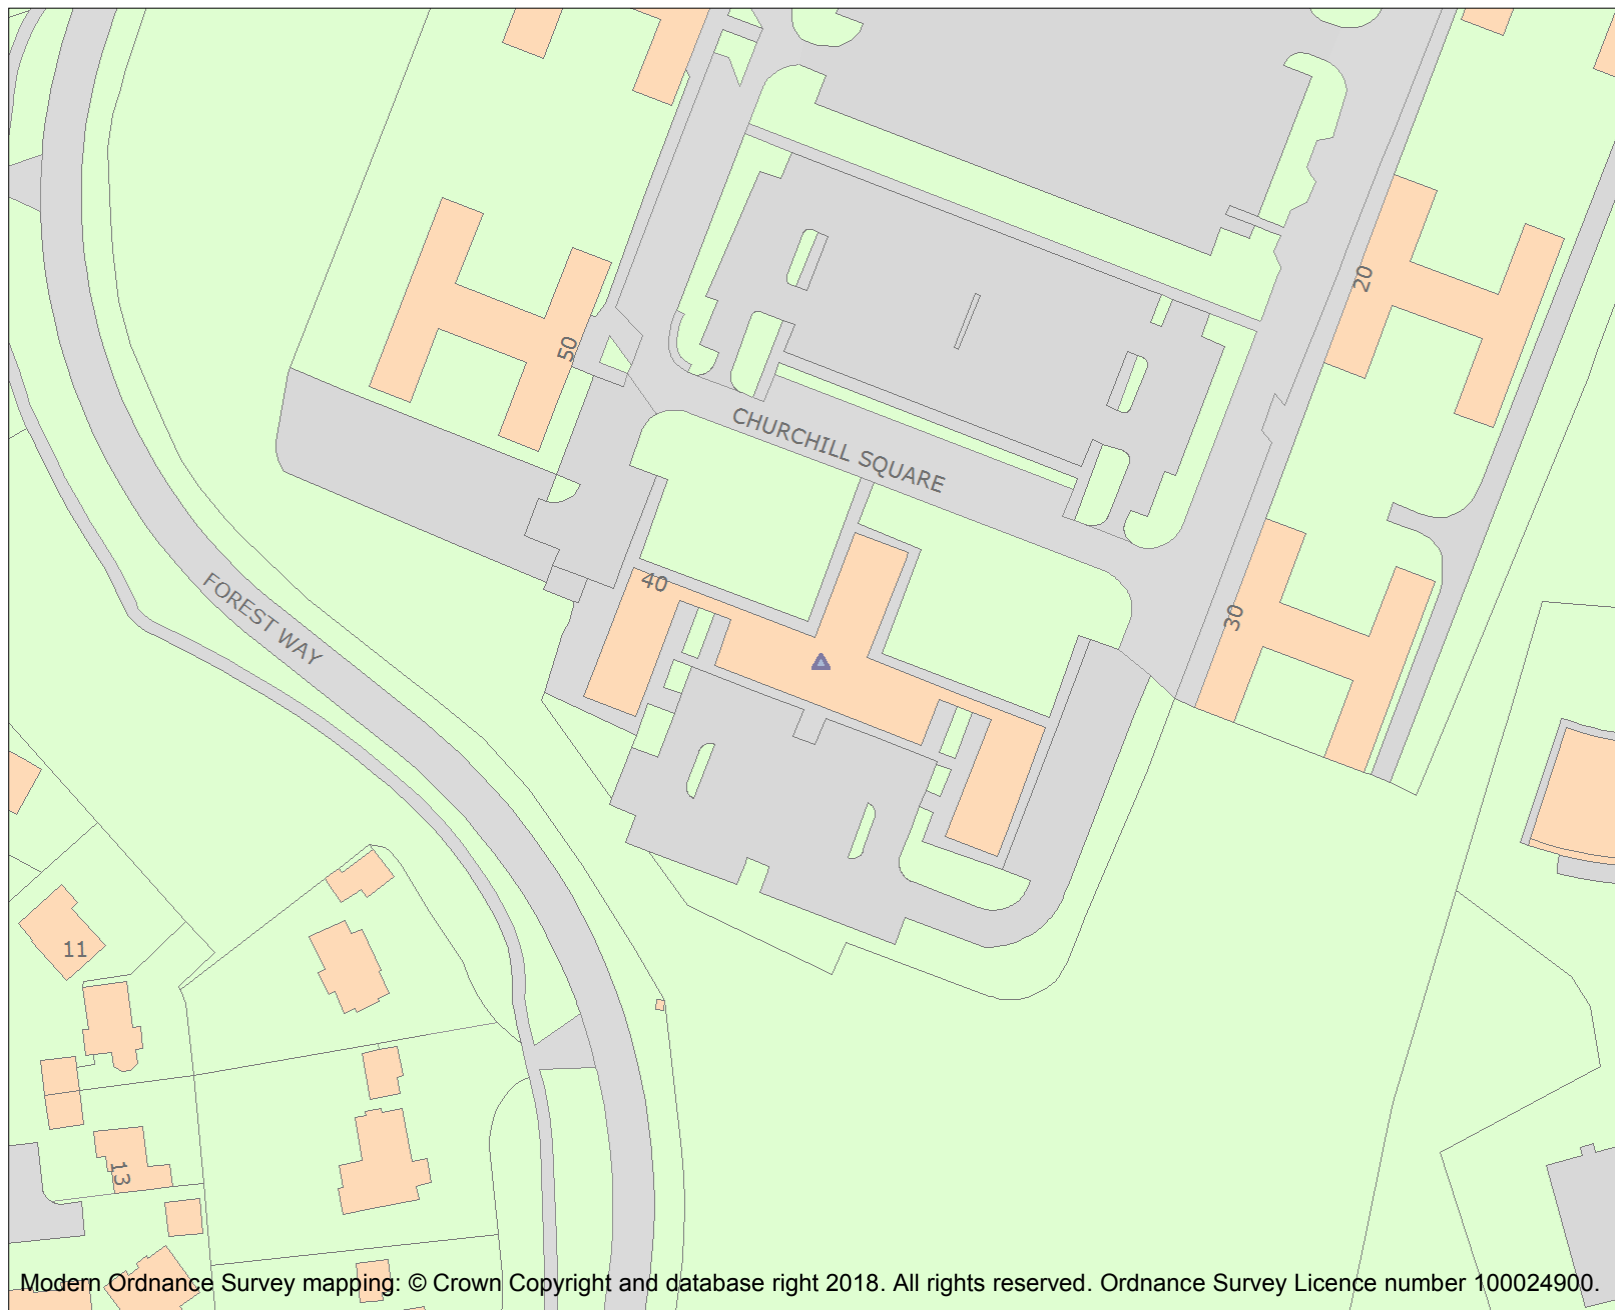 20
50
CHURCHILL SQUARE
40
FOREST WAY
30
11
13
Modern Ordnance Survey mapping: © Crown Copyright and database right 2018. All rights reserved. Ordnance Survey Licence number 100024900.